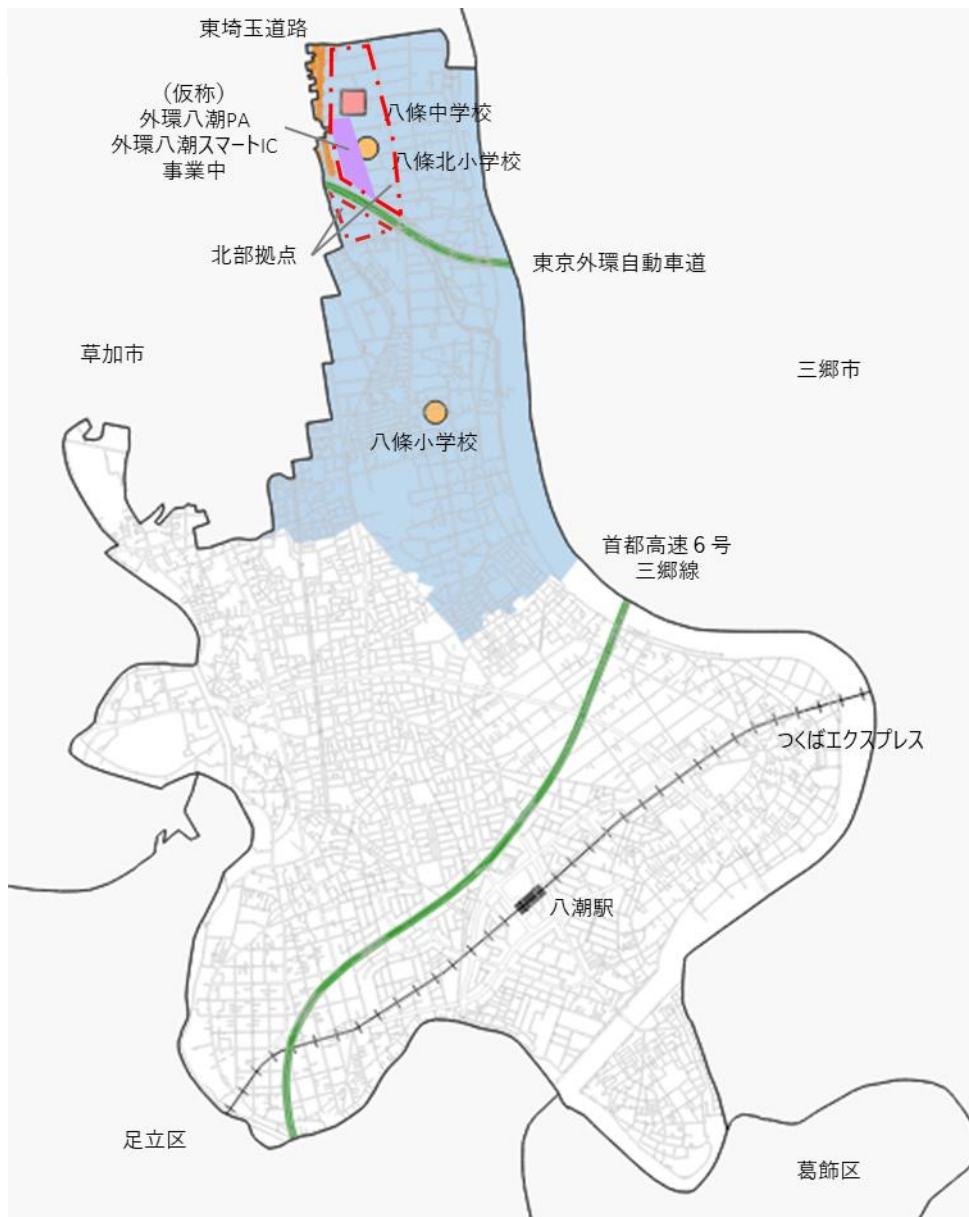 東埼玉道路
(仮称)
外環八潮PA
外環八潮スマートIC
事業中
八條中学校
八條北小学校
北部拠点
東京外環自動車道
草加市
三郷市
八條小学校
首都高速6号
三郷線
つくばエクスプレス
八潮駅
足立区
葛飾区